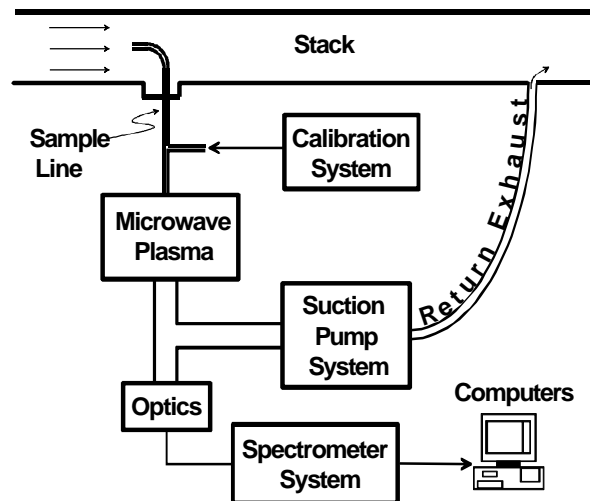 Stack
Sample
Line
Calibration
System
Microwave
Plasma
Suction
Pump
System
Return Exhaust
Optics
Spectrometer
System
Computers